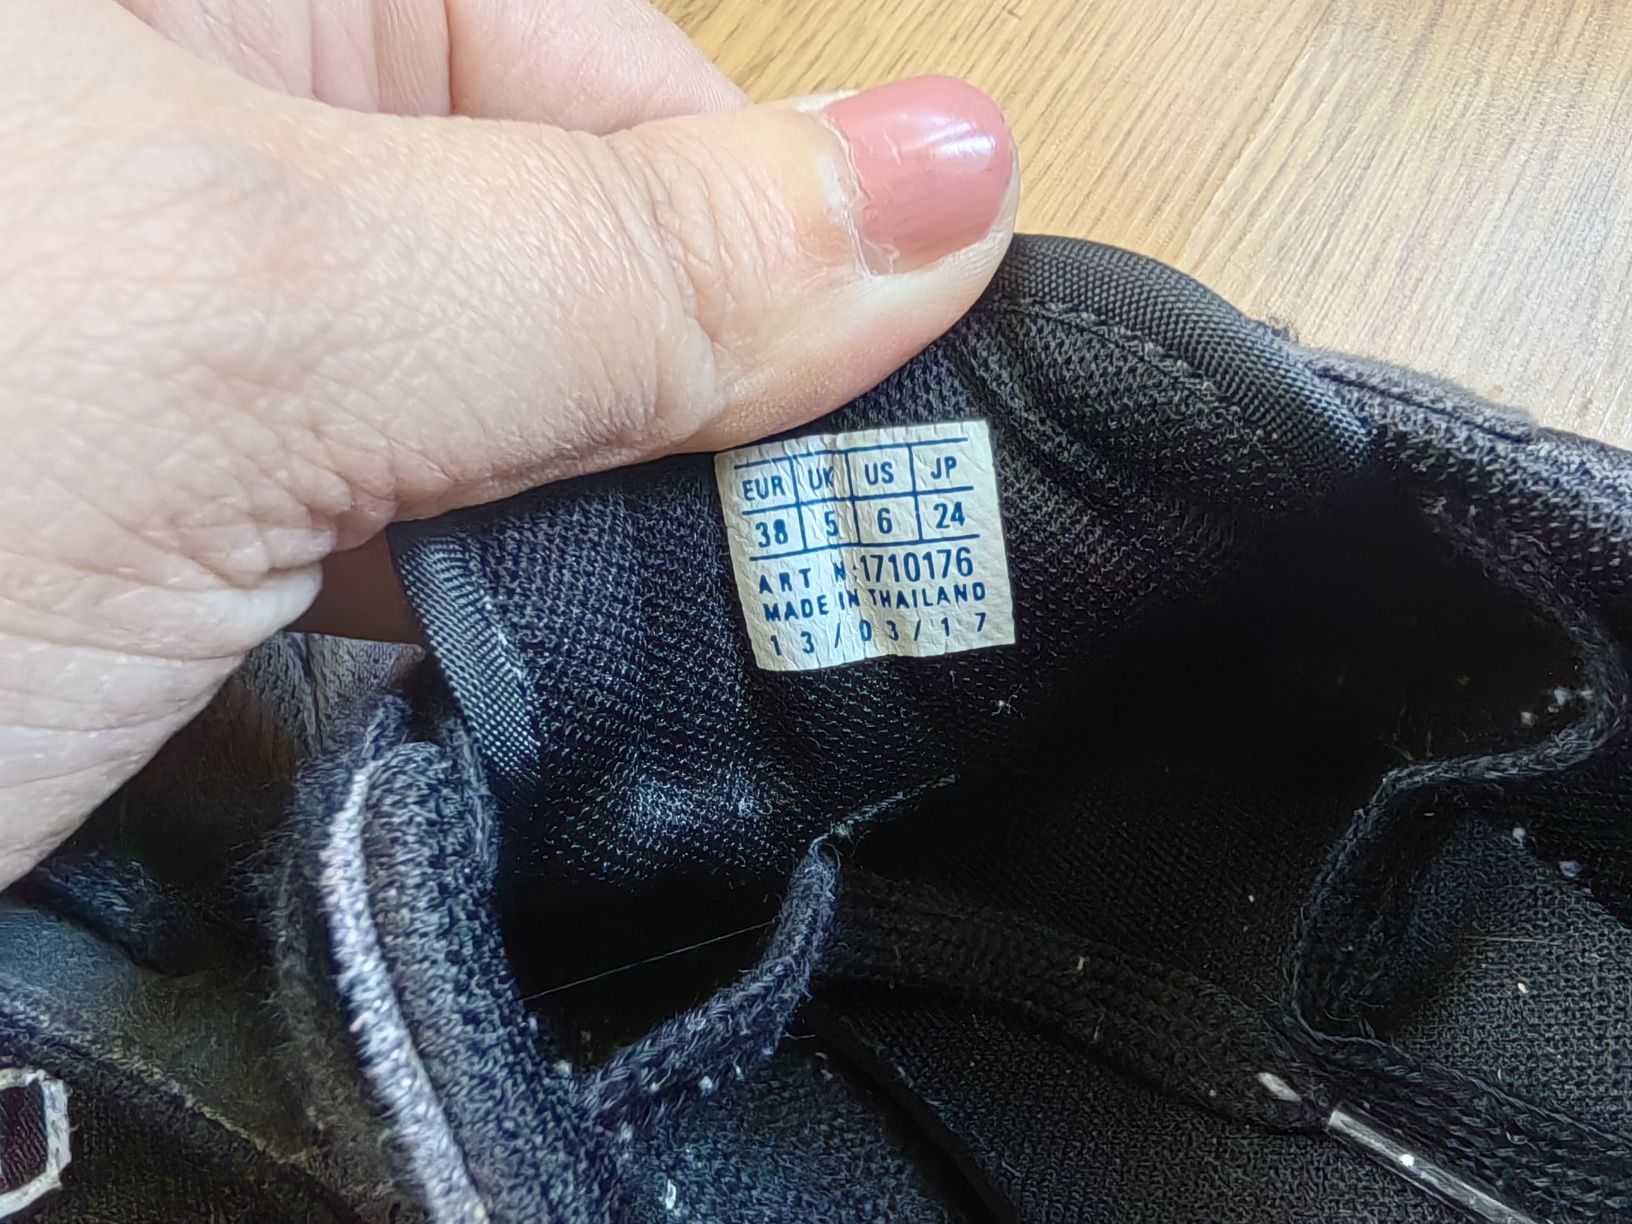 EUR UK US JP
38 5 6 24
ART N:1710176
MADE IN THAILAND
13/03/17